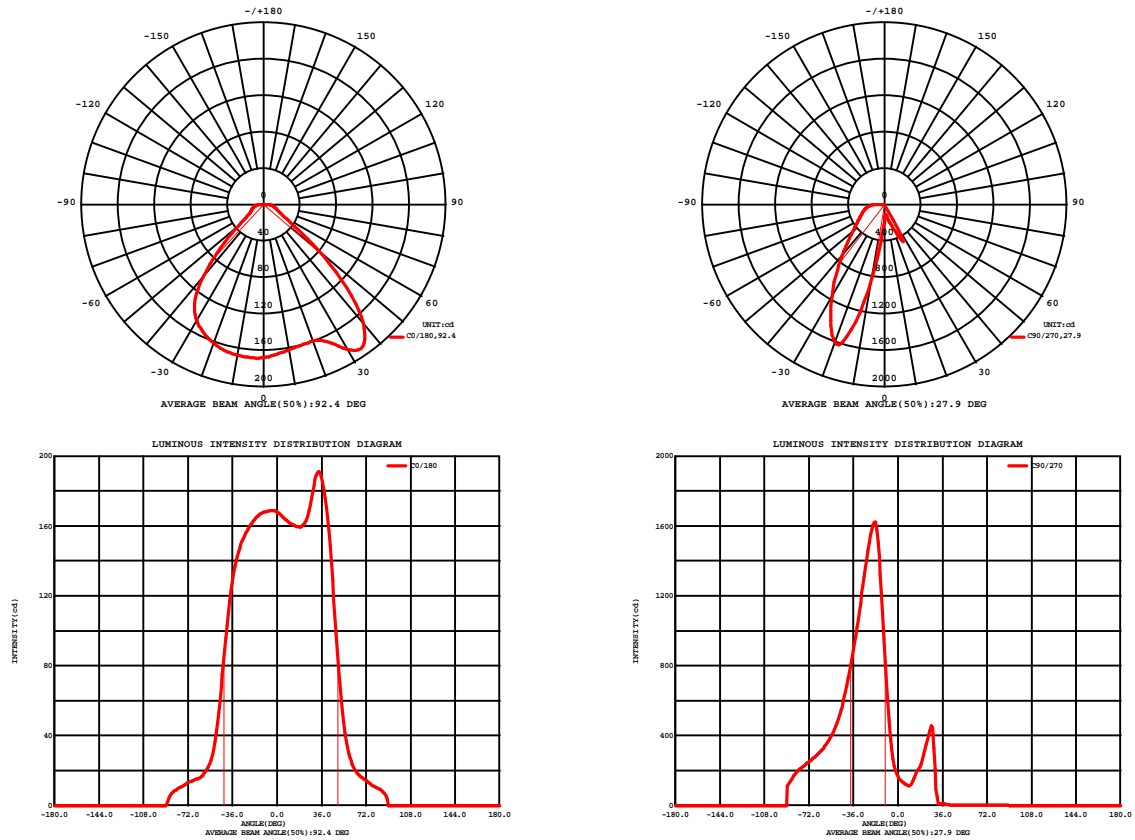 -/+180
-150
150
-120
120
-90
90
0
40
80
120
160
200
-60
60
-30
30
0
UNIT:cd
C0/180,92.4
AVERAGE BEAM ANGLE(50%):92.4 DEG
-/+180
-150
150
-120
120
-90
90
0
400
800
1200
1600
2000
-60
60
-30
30
0
UNIT:cd
C90/270,27.9
AVERAGE BEAM ANGLE(50%):27.9 DEG
LUMINOUS INTENSITY DISTRIBUTION DIAGRAM
C0/180
INTENSITY(cd)
200
160
120
80
40
0
-180.0 -144.0 -108.0 -72.0 -36.0 0.0 36.0 72.0 108.0 144.0 180.0
ANGLE(DEG)
AVERAGE BEAM ANGLE(50%):92.4 DEG
LUMINOUS INTENSITY DISTRIBUTION DIAGRAM
C90/270
INTENSITY(cd)
2000
1600
1200
800
400
0
-180.0 -144.0 -108.0 -72.0 -36.0 0.0 36.0 72.0 108.0 144.0 180.0
ANGLE(DEG)
AVERAGE BEAM ANGLE(50%):27.9 DEG